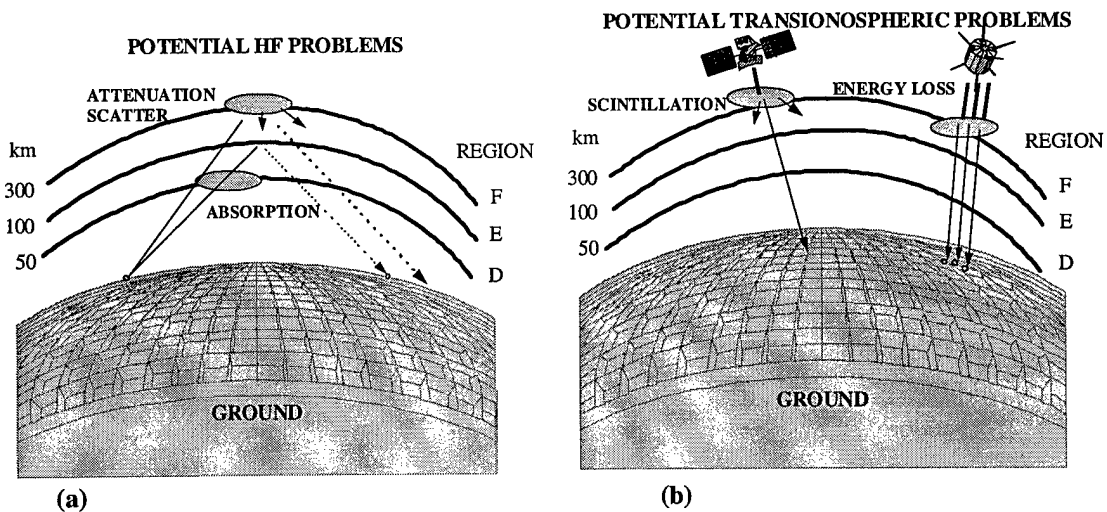 POTENTIAL HF PROBLEMS
ATTENUATION
SCATTER
km
REGION
300
F
ABSORPTION
100
E
50
D
GROUND
(a)
POTENTIAL TRANSIONOSPHERIC PROBLEMS
ENERGY LOSS
SCINTILLATION
km
REGION
300
F
100
E
50
D
GROUND
(b)